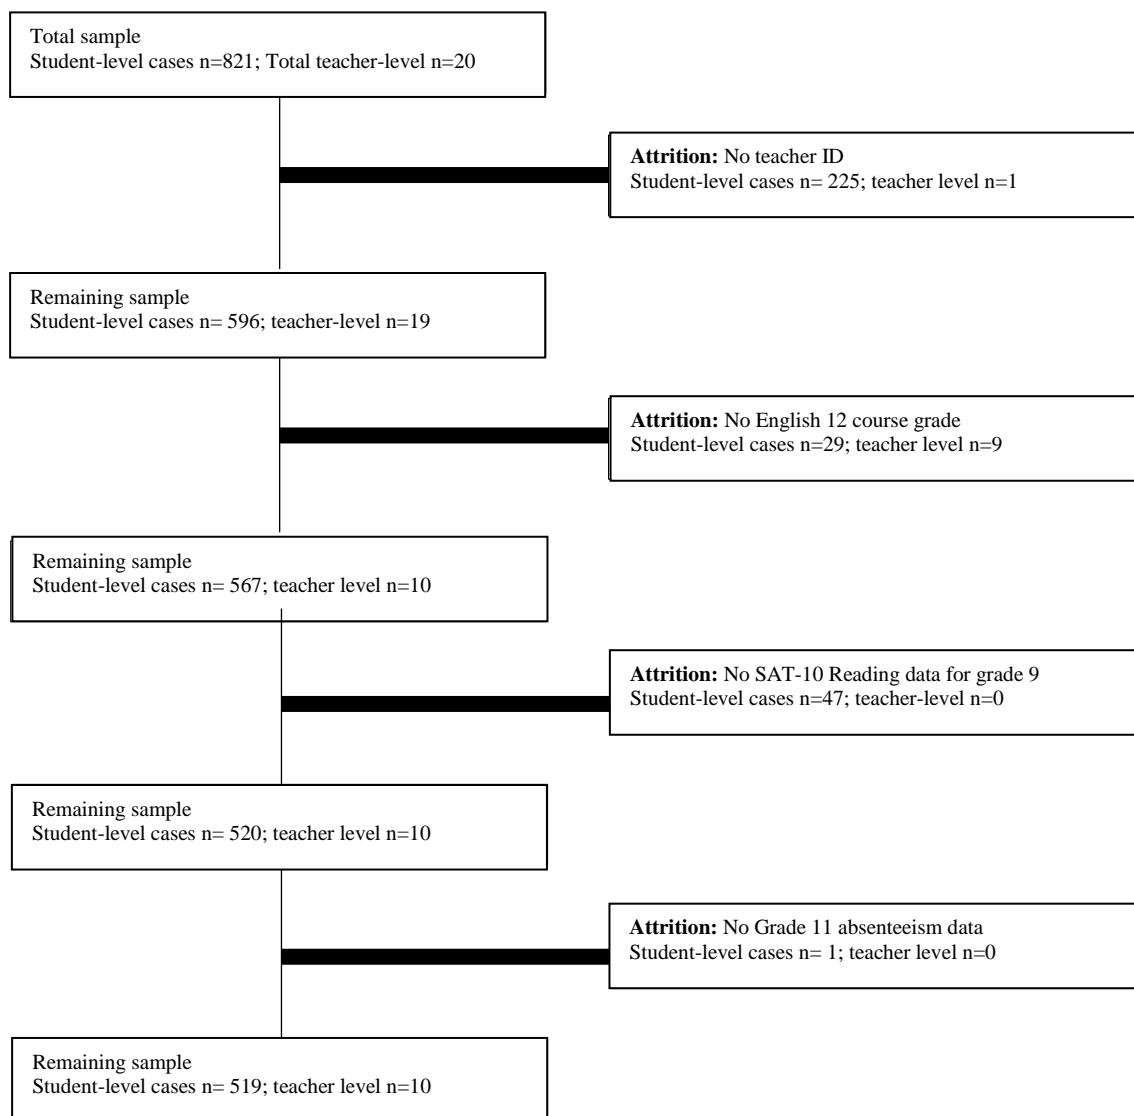 Total sample
Student-level cases n=821; Total teacher-level n=20
Attrition: No teacher ID
Student-level cases n= 225; teacher level n=1
Remaining sample
Student-level cases n= 596; teacher-level n=19
Attrition: No English 12 course grade
Student-level cases n=29; teacher level n=9
Remaining sample
Student-level cases n= 567; teacher level n=10
Attrition: No SAT-10 Reading data for grade 9
Student-level cases n=47; teacher-level n=0
Remaining sample
Student-level cases n= 520; teacher level n=10
Attrition: No Grade 11 absenteeism data
Student-level cases n= 1; teacher level n=0
Remaining sample
Student-level cases n= 519; teacher level n=10